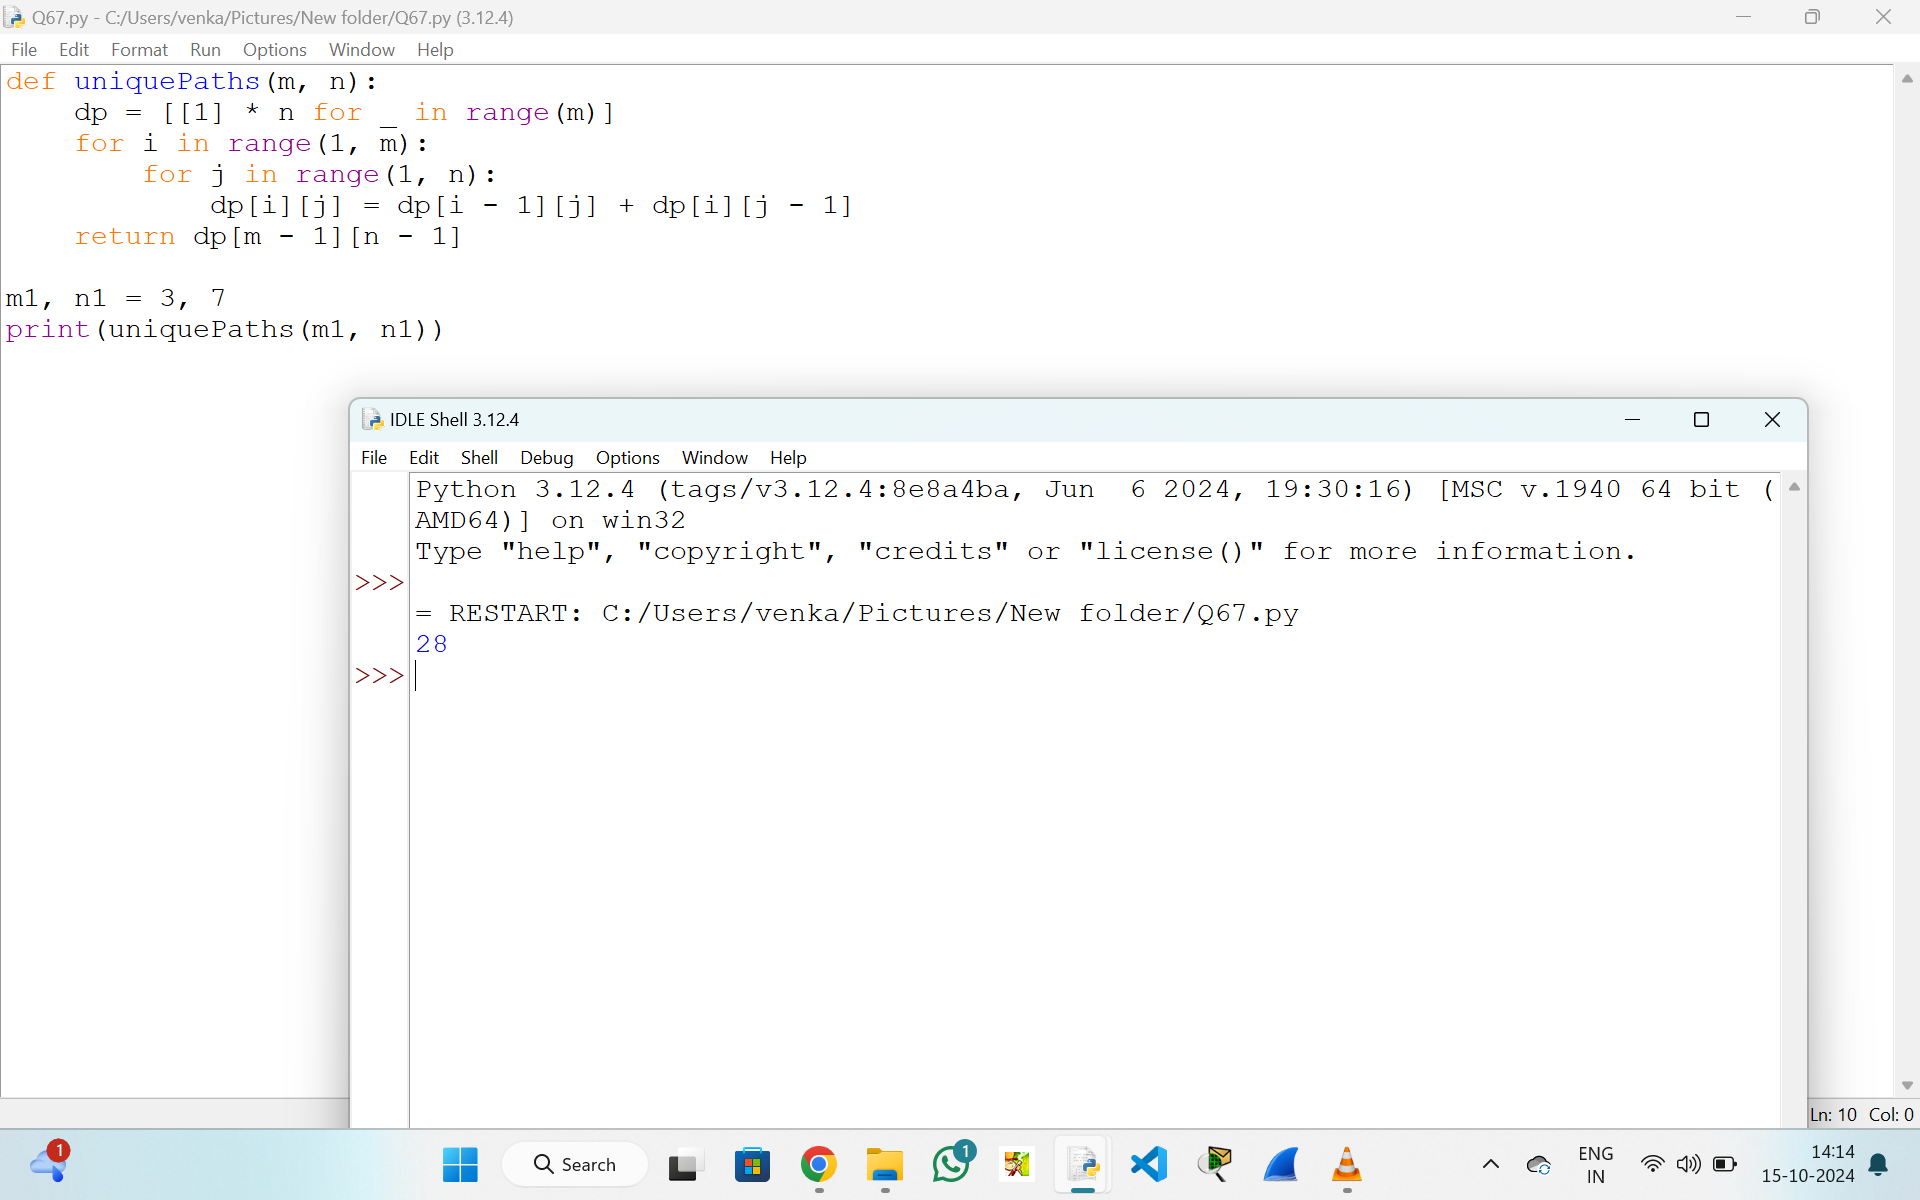 Q67.py - C:/Users/venka/Pictures/New folder/Q67.py (3.12.4)
File Edit Format Run Options Window Help
def uniquePaths(m, n):
    dp = [[1] * n for _ in range(m)]
    for i in range(1, m):
        for j in range(1, n):
            dp[i][j] = dp[i - 1][j] + dp[i][j - 1]
    return dp[m - 1][n - 1]

m1, n1 = 3, 7
print(uniquePaths(m1, n1))
IDLE Shell 3.12.4
File Edit Shell Debug Options Window Help
Python 3.12.4 (tags/v3.12.4:8e8a4ba, Jun  6 2024, 19:30:16) [MSC v.1940 64 bit (
AMD64)] on win32
Type "help", "copyright", "credits" or "license()" for more information.
>>>
= RESTART: C:/Users/venka/Pictures/New folder/Q67.py
28
>>>
Ln: 10 Col: 0
1
Search
1
ENG
IN
14:14
15-10-2024